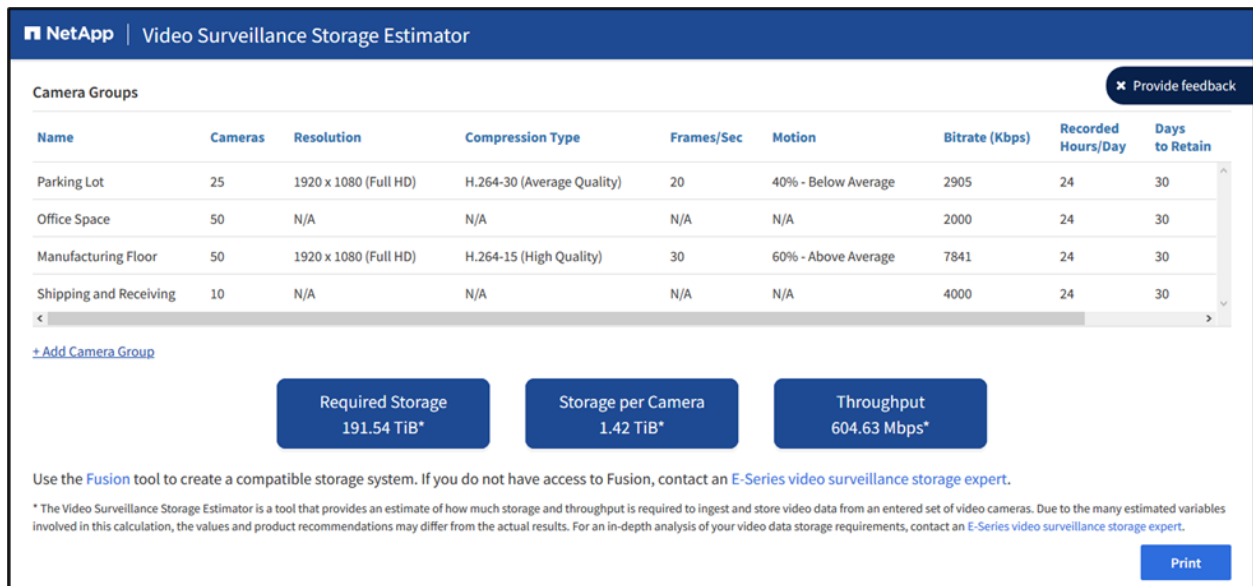 NetApp | Video Surveillance Storage Estimator
Provide feedback
Camera Groups
Name Cameras Resolution Compression Type Frames/Sec Motion Bitrate (Kbps) Recorded Hours/Day Days to Retain
Parking Lot 25 1920 x 1080 (Full HD) H.264-30 (Average Quality) 20 40% - Below Average 2905 24 30
Office Space 50 N/A N/A N/A N/A 2000 24 30
Manufacturing Floor 50 1920 x 1080 (Full HD) H.264-15 (High Quality) 30 60% - Above Average 7841 24 30
Shipping and Receiving 10 N/A N/A N/A N/A 4000 24 30
+ Add Camera Group
Required Storage Storage per Camera Throughput
191.54 TiB* 1.42 TiB* 604.63 Mbps*
Use the Fusion tool to create a compatible storage system. If you do not have access to Fusion, contact an E-Series video surveillance storage expert.
* The Video Surveillance Storage Estimator is a tool that provides an estimate of how much storage and throughput is required to ingest and store video data from an entered set of video cameras. Due to the many estimated variables
involved in this calculation, the values and product recommendations may differ from the actual results. For an in-depth analysis of your video data storage requirements, contact an E-Series video surveillance storage expert.
Print